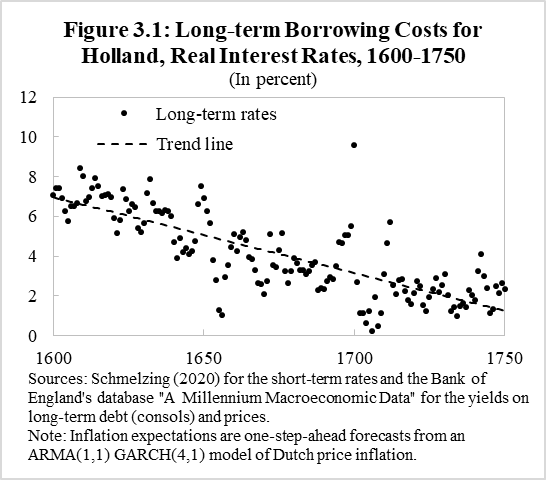 Figure 3.1: Long-term Borrowing Costs for
Holland, Real Interest Rates, 1600-1750
(In percent)
12
10
8
6
4
2
0
Long-term rates
Trend line
1600 1650 1700 1750
Sources: Schmelzing (2020) for the short-term rates and the Bank of
England's database "A Millennium Macroeconomic Data" for the yields on
long-term debt (consols) and prices.
Note: Inflation expectations are one-step-ahead forecasts from an
ARMA(1,1) GARCH(4,1) model of Dutch price inflation.